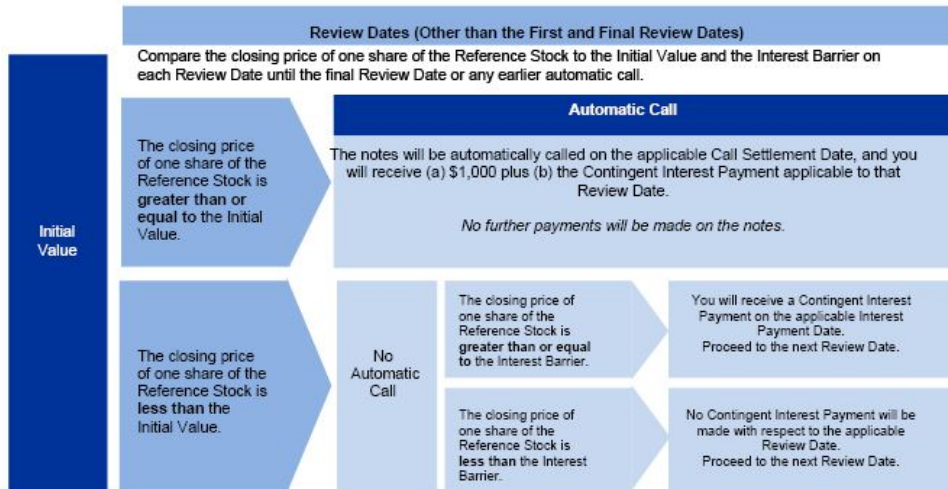 Review Dates (Other than the First and Final Review Dates)
Compare the closing price of one share of the Reference Stock to the Initial Value and the Interest Barrier on
each Review Date until the final Review Date or any earlier automatic call.
Initial
Value
The closing price
of one share of the
Reference Stock is
greater than or
equal to the Initial
Value.
Automatic Call
The notes will be automatically called on the applicable Call Settlement Date, and you
will receive (a) $1,000 plus (b) the Contingent Interest Payment applicable to that
Review Date.
No further payments will be made on the notes.
The closing price
of one share of the
Reference Stock is
less than the
Initial Value.
No
Automatic
Call
The closing price of
one share of the
Reference Stock is
greater than or equal
to the Interest Barrier.
You will receive a Contingent Interest
Payment on the applicable Interest
Payment Date.
Proceed to the next Review Date.
The closing price of
one share of the
Reference Stock is
less than the Interest
Barrier.
No Contingent Interest Payment will be
made with respect to the applicable
Review Date.
Proceed to the next Review Date.